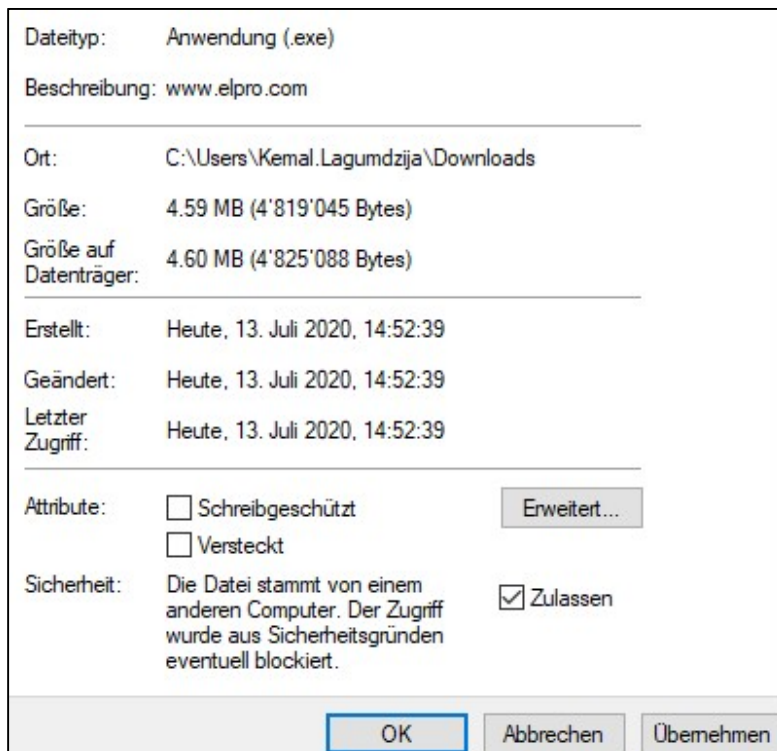 Dateityp: Anwendung (.exe)
Beschreibung: www.elpro.com
Ort: C:\Users\Kemal.Lagumdzija\Downloads
Größe: 4.59 MB (4'819'045 Bytes)
Größe auf
Datenträger: 4.60 MB (4'825'088 Bytes)
Erstellt: Heute, 13. Juli 2020, 14:52:39
Geändert: Heute, 13. Juli 2020, 14:52:39
Letzter
Zugriff: Heute, 13. Juli 2020, 14:52:39
Attribute: Schreibgeschützt Erweitert...
Versteckt
Sicherheit: Die Datei stammt von einem
anderen Computer. Der Zugriff Zulassen
wurde aus Sicherheitsgründen
eventuell blockiert.
OK Abbrechen Übernehmen